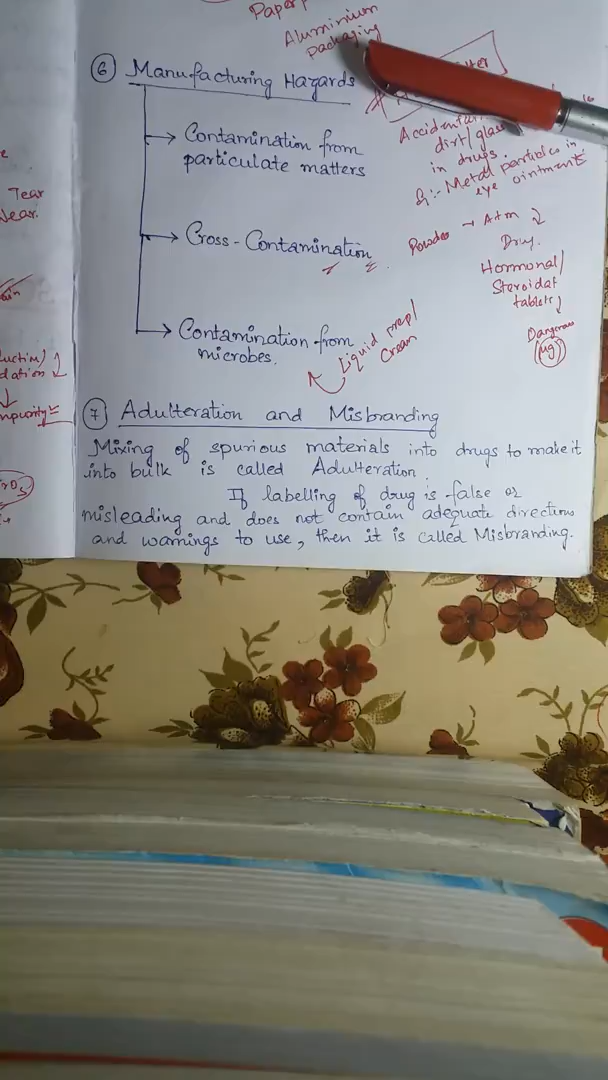 Paper
Aluminium
packaging
⑥ Manufacturing Hazards
→ Contamination from
particulate matters
dirt/glass
in drugs.
Eg:- Metal particles in
eye ointments
→ Cross-Contamination
Powder → Atm
Drug.
Hormonal/
Steroidal
tablets
Dangerous
(µg)
→ Contamination from
microbes.
Liquid prep/
Cream
⑦ Adulteration and Misbranding
Mixing of spurious materials into drugs to make it
into bulk is called Adulteration.
If labelling of drug is false or
misleading and does not contain adequate directions
and warnings to use, then it is called Misbranding.
Tear